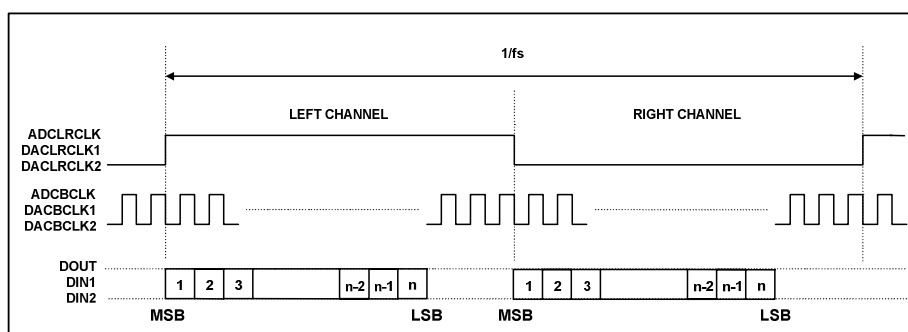 1/fs
LEFT CHANNEL RIGHT CHANNEL
ADCLRCLK
DACLRCLK1
DACLRCLK2
ADCBCLK
DACBCLK1
DACBCLK2
DOUT
DIN1
DIN2
1 2 3 n-2 n-1 n 1 2 3 n-2 n-1 n
MSB LSB MSB LSB